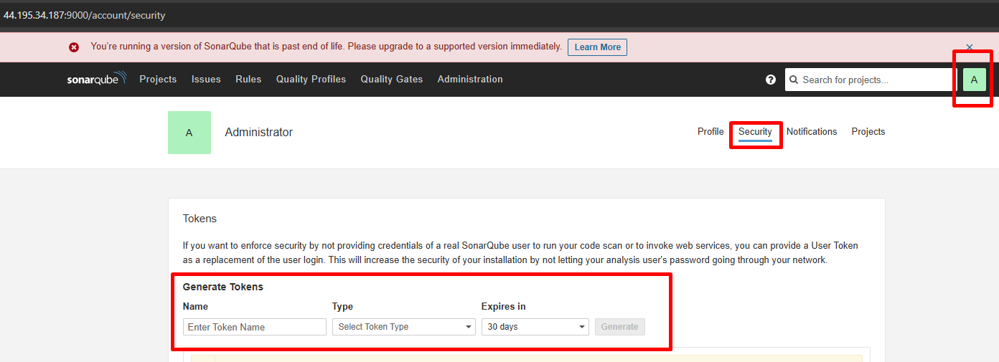 44.195.34.187:9000/account/security
You're running a version of SonarQube that is past end of life. Please upgrade to a supported version immediately. Learn More
sonarqube Projects Issues Rules Quality Profiles Quality Gates Administration ? Search for projects... A
A Administrator Profile Security Notifications Projects
Tokens
If you want to enforce security by not providing credentials of a real SonarQube user to run your code scan or to invoke web services, you can provide a User Token
as a replacement of the user login. This will increase the security of your installation by not letting your analysis user's password going through your network.
Generate Tokens
Name Type Expires in
Enter Token Name Select Token Type 30 days Generate